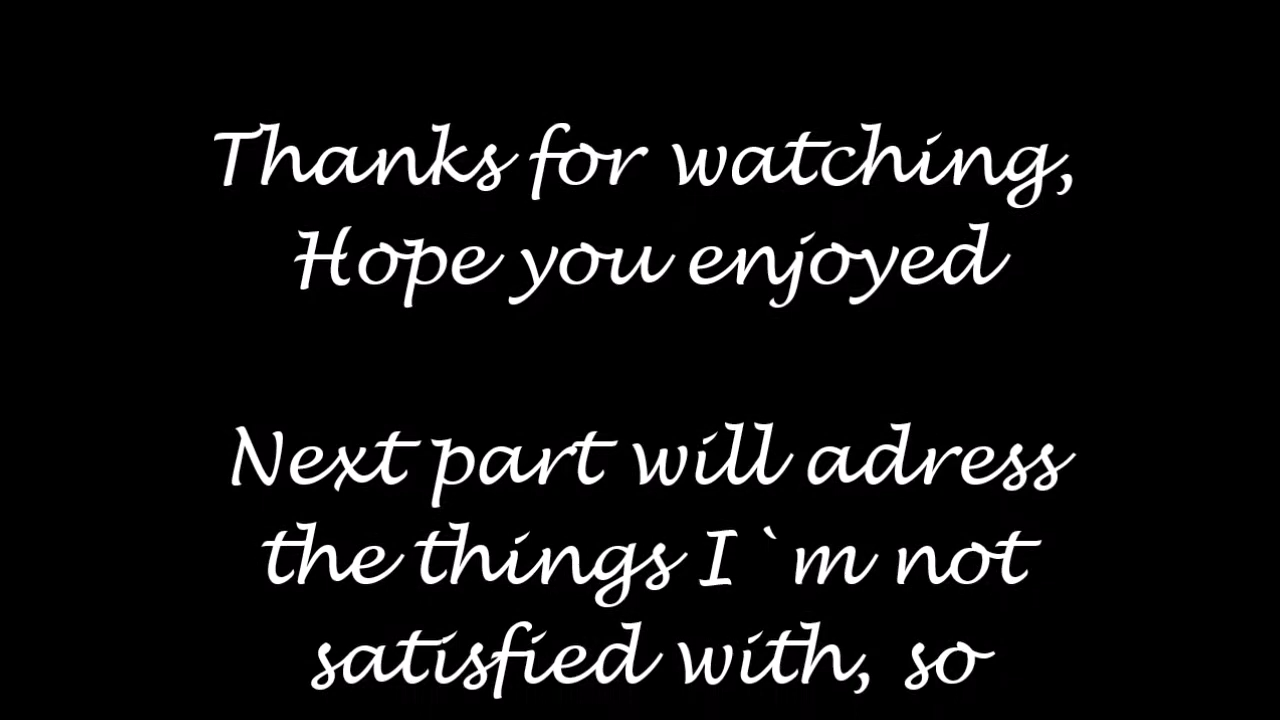 Thanks for watching,
Hope you enjoyed
Next part will adress
the things I`m not
satisfied with, so